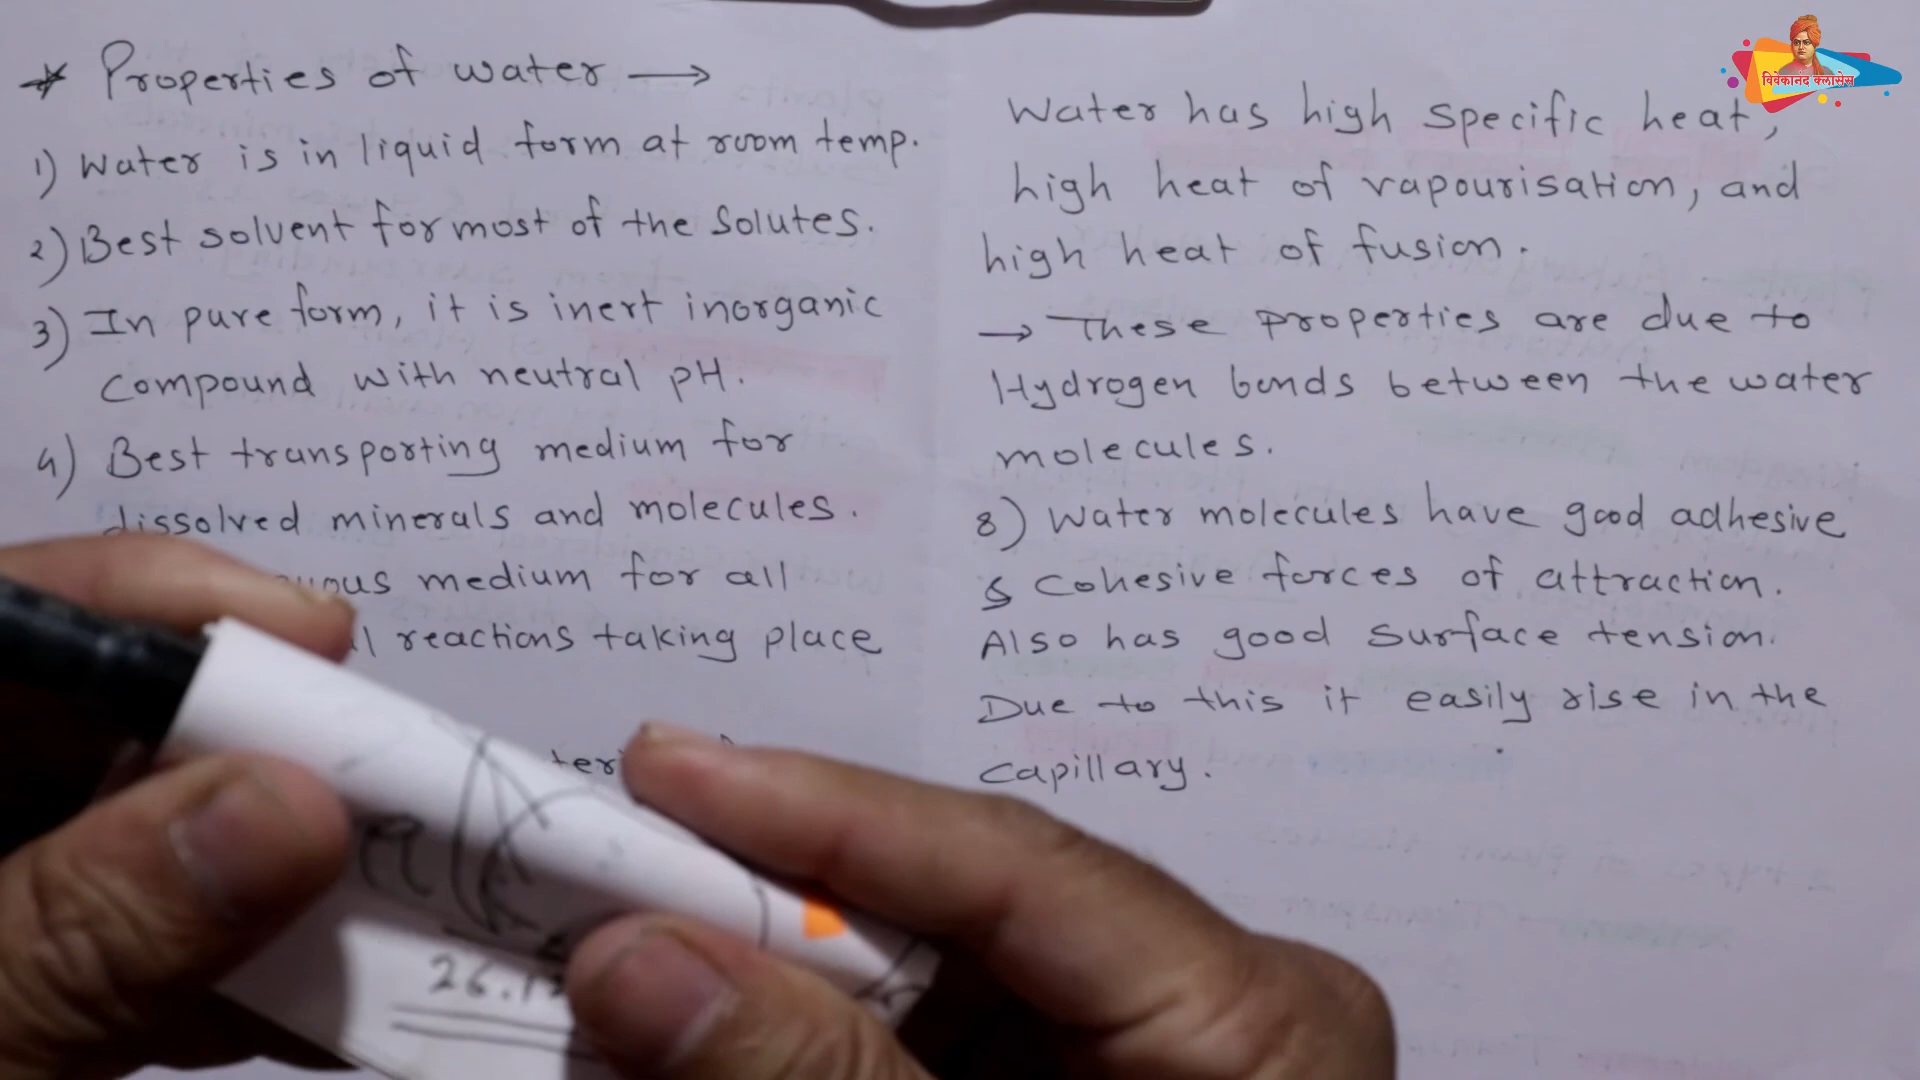 * Properties of water →
1) Water is in liquid form at room temp.
2) Best solvent for most of the solutes.
3) In pure form, it is inert inorganic
compound with neutral pH.
4) Best transporting medium for
dissolved minerals and molecules.
medium for all
reactions taking place
Water has high specific heat,
high heat of vapourisation, and
high heat of fusion.
→ These properties are due to
Hydrogen bonds between the water
molecules.
8) Water molecules have good adhesive
& cohesive forces of attraction.
Also has good surface tension.
Due to this it easily rise in the
capillary.
विवेकानंद क्लासेस